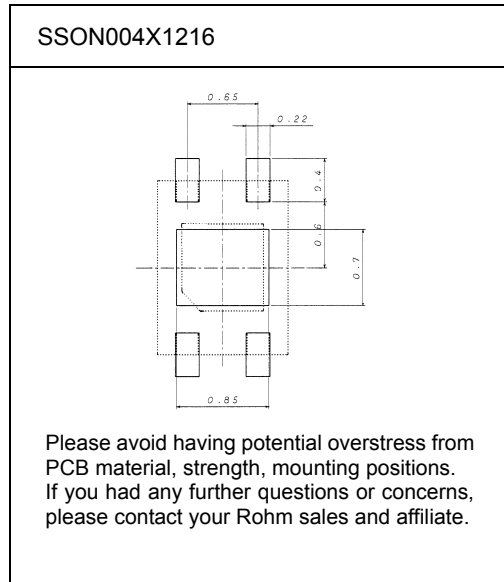 SSON004X1216
0.65
0.22
0.4
0.6
0.7
0.85
Please avoid having potential overstress from
PCB material, strength, mounting positions.
If you had any further questions or concerns,
please contact your Rohm sales and affiliate.